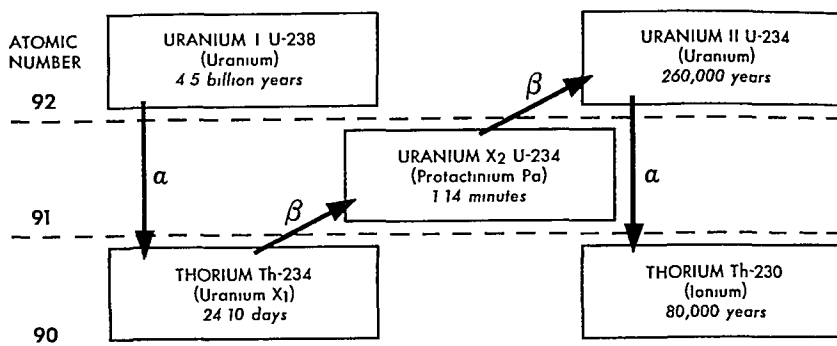 ATOMIC
NUMBER
URANIUM I U-238
(Uranium)
4 5 billion years
URANIUM II U-234
(Uranium)
260,000 years
92
β
α
URANIUM X2 U-234
(Protactinium Pa)
1 14 minutes
α
β
91
THORIUM Th-234
(Uranium X1)
24 10 days
THORIUM Th-230
(Ionium)
80,000 years
90